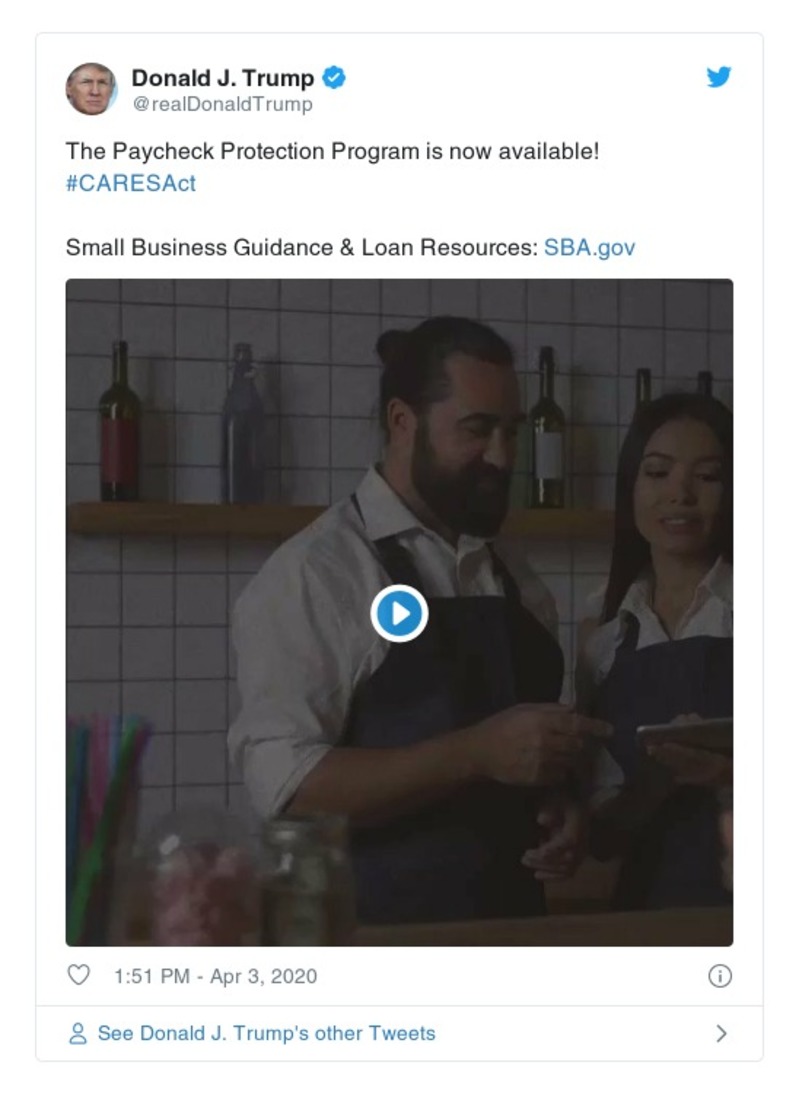 Donald J. Trump
@realDonaldTrump
The Paycheck Protection Program is now available!
#CARESAct
Small Business Guidance & Loan Resources: SBA.gov
1:51 PM - Apr 3, 2020
See Donald J. Trump's other Tweets